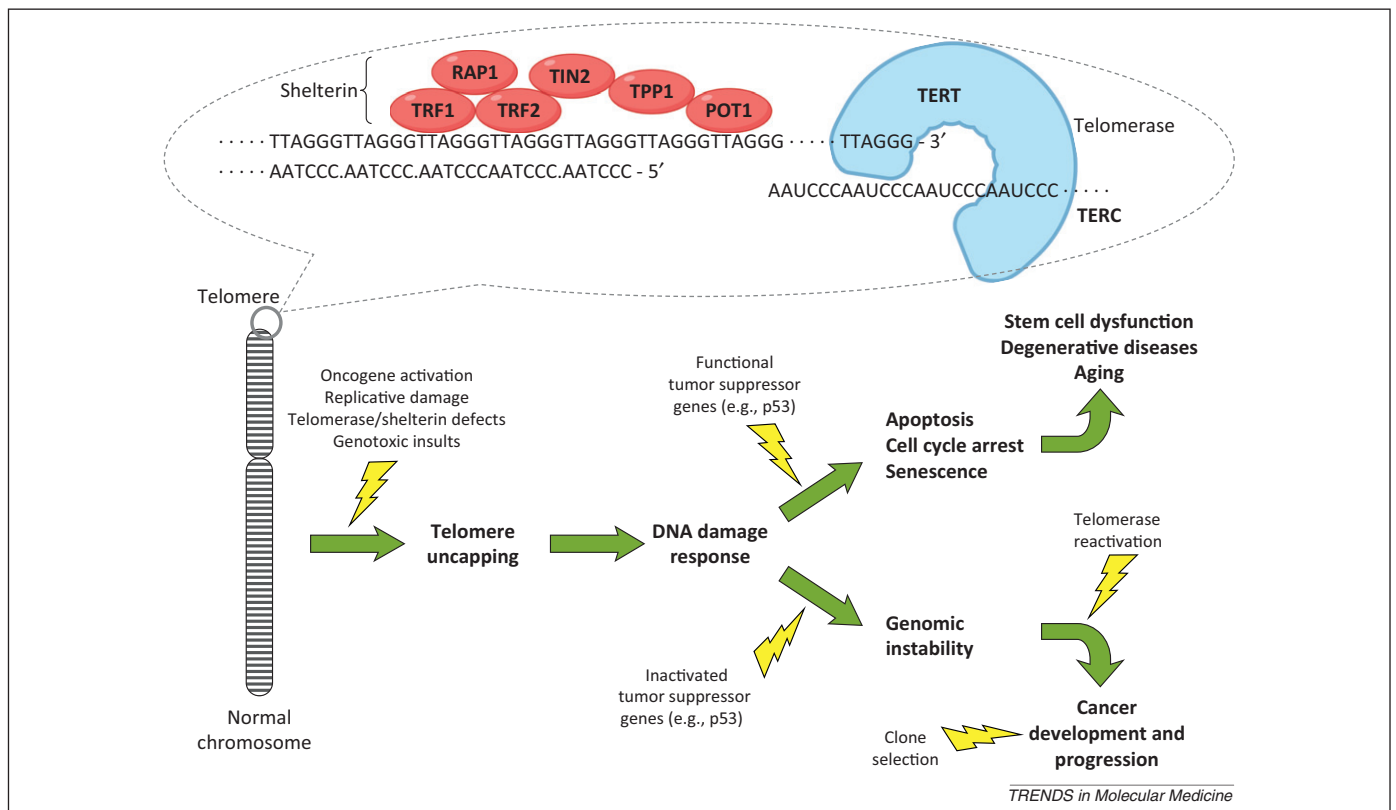 Shelterin
RAP1
TIN2
TPP1
TRF1
TRF2
POT1
TERT
Telomerase
· · · · · TTAGGGTTAGGGTTAGGGTTAGGGTTAGGGTTAGGGTTAGGG · · · · · TTAGGG - 3′
· · · · · AATCCC.AATCCC.AATCCCAATCCC.AATCCC - 5′
AAUCCCAAUCCCAAUCCCAAUCCC · · · · ·
TERC
Telomere
Oncogene activation
Replicative damage
Telomerase/shelterin defects
Genotoxic insults
Functional
tumor suppressor
genes (e.g., p53)
Stem cell dysfunction
Degenerative diseases
Aging
Apoptosis
Cell cycle arrest
Senescence
Telomere
uncapping
DNA damage
response
Telomerase
reactivation
Genomic
instability
Inactivated
tumor suppressor
genes (e.g., p53)
Normal
chromosome
Clone
selection
Cancer
development and
progression
TRENDS in Molecular Medicine